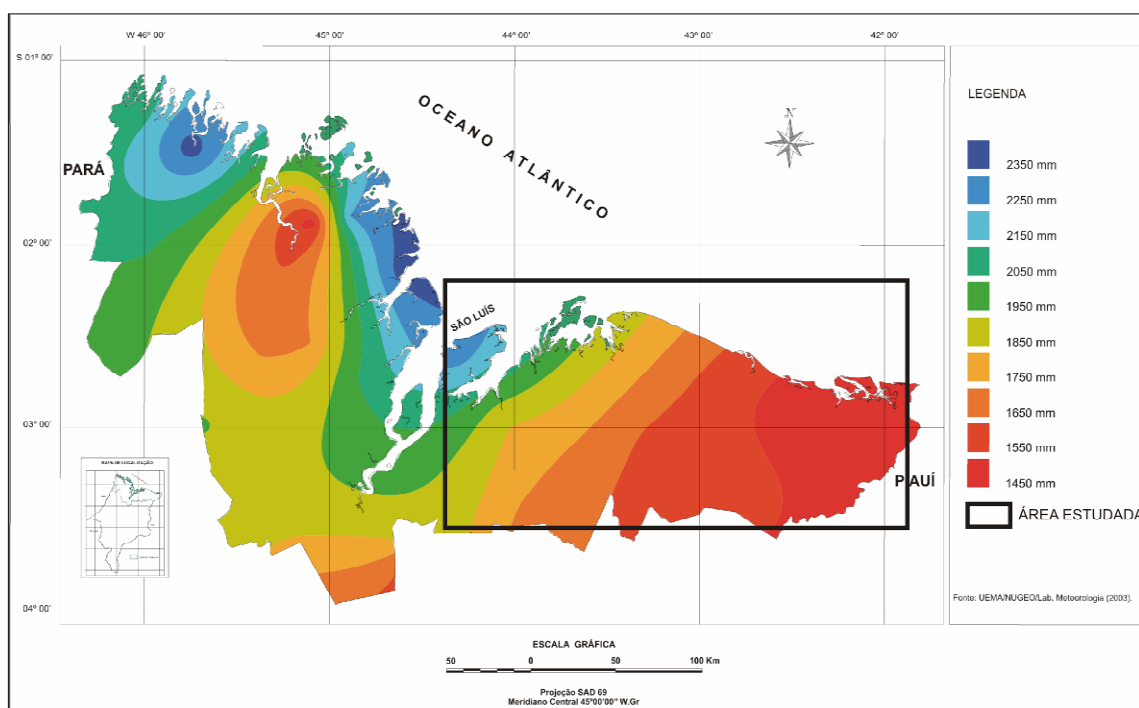 W 46° 00'
45° 00'
44° 00'
43° 00'
42° 00'
S 01° 00'
02° 00'
03° 00'
04° 00'
OCEANO ATLÂNTICO
N
PARÁ
SÃO LUÍS
PIAUÍ
MAPA DE LOCALIZAÇÃO
LEGENDA
2350 mm
2250 mm
2150 mm
2050 mm
1950 mm
1850 mm
1750 mm
1650 mm
1550 mm
1450 mm
ÁREA ESTUDADA
Fonte: UEMA/NUGEO/Lab. Meteorologia (2003).
ESCALA GRÁFICA
50 0 50 100 Km
Projeção SAD 69
Meridiano Central 45°00'00" W.Gr